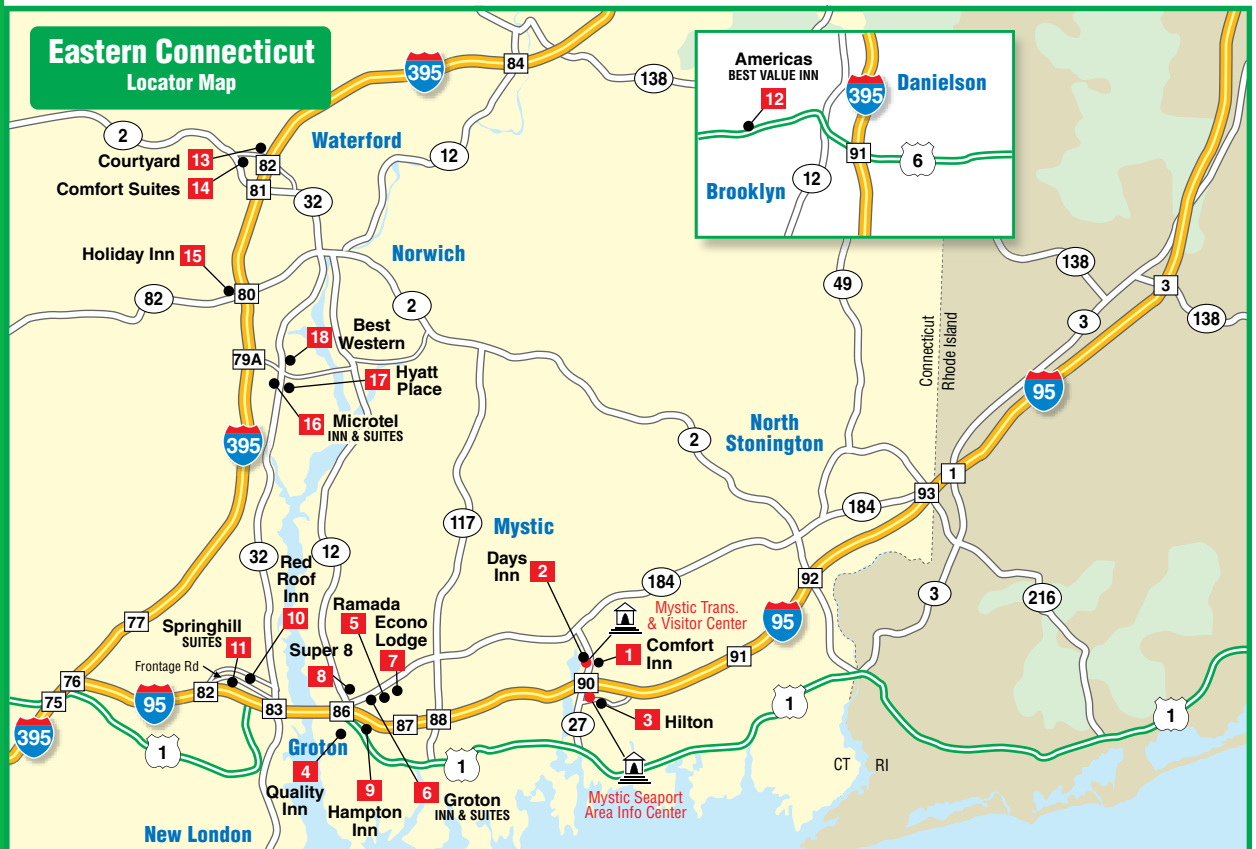 Eastern Connecticut
Locator Map
395
84
138
Americas
BEST VALUE INN
12
395
Danielson
91
6
Brooklyn
12
2
Waterford
12
Courtyard 13
82
Comfort Suites 14
81
32
Holiday Inn 15
Norwich
82
80
2
49
138
3
138
3
Connecticut
Rhode Island
95
18 Best
Western
79A
17 Hyatt
Place
16 Microtel
INN & SUITES
395
2
North
Stonington
1
93
184
117
Mystic
32
12
Days
Inn 2
184
92
Red
Roof
Inn
10
Mystic Trans.
& Visitor Center
95
3
216
77
Springhill
SUITES
11
Ramada
5
Econo
Lodge
7
Super 8
8
1 Comfort
Inn
91
Frontage Rd
76
75
95
82
83
86
87
88
90
27
3 Hilton
1
1
395
1
Groton
1
4
Quality
Inn
9
Hampton
Inn
6 Groton
INN & SUITES
Mystic Seaport
Area Info Center
CT RI
New London